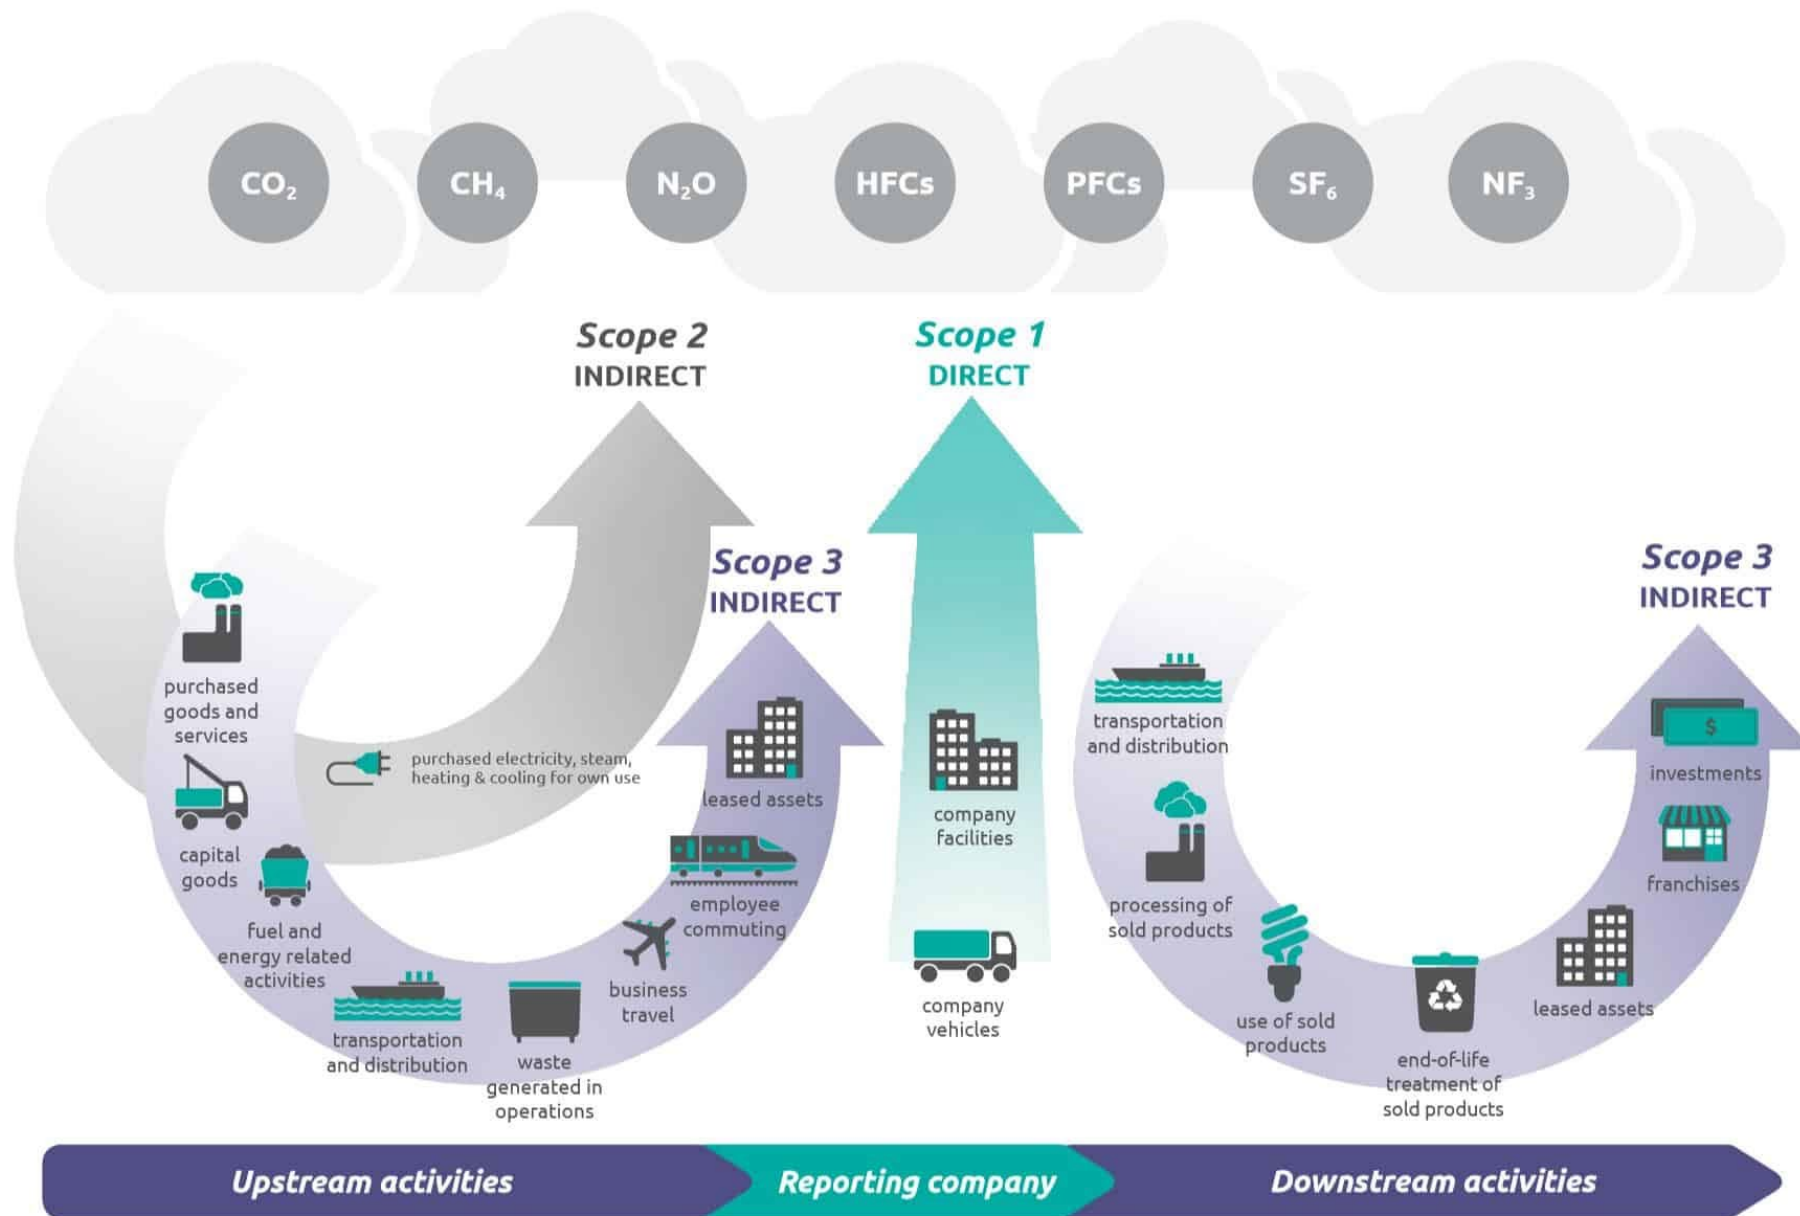 CO₂
CH₄
N₂O
HFCs
PFCs
SF₆
NF₃
Scope 2
INDIRECT
Scope 1
DIRECT
Scope 3
INDIRECT
Scope 3
INDIRECT
purchased
goods and
services
capital
goods
fuel and
energy related
activities
transportation
and distribution
waste
generated in
operations
business
travel
employee
commuting
leased assets
purchased electricity, steam,
heating & cooling for own use
company
facilities
company
vehicles
transportation
and distribution
processing of
sold products
use of sold
products
end-of-life
treatment of
sold products
leased assets
franchises
$
investments
Upstream activities
Reporting company
Downstream activities